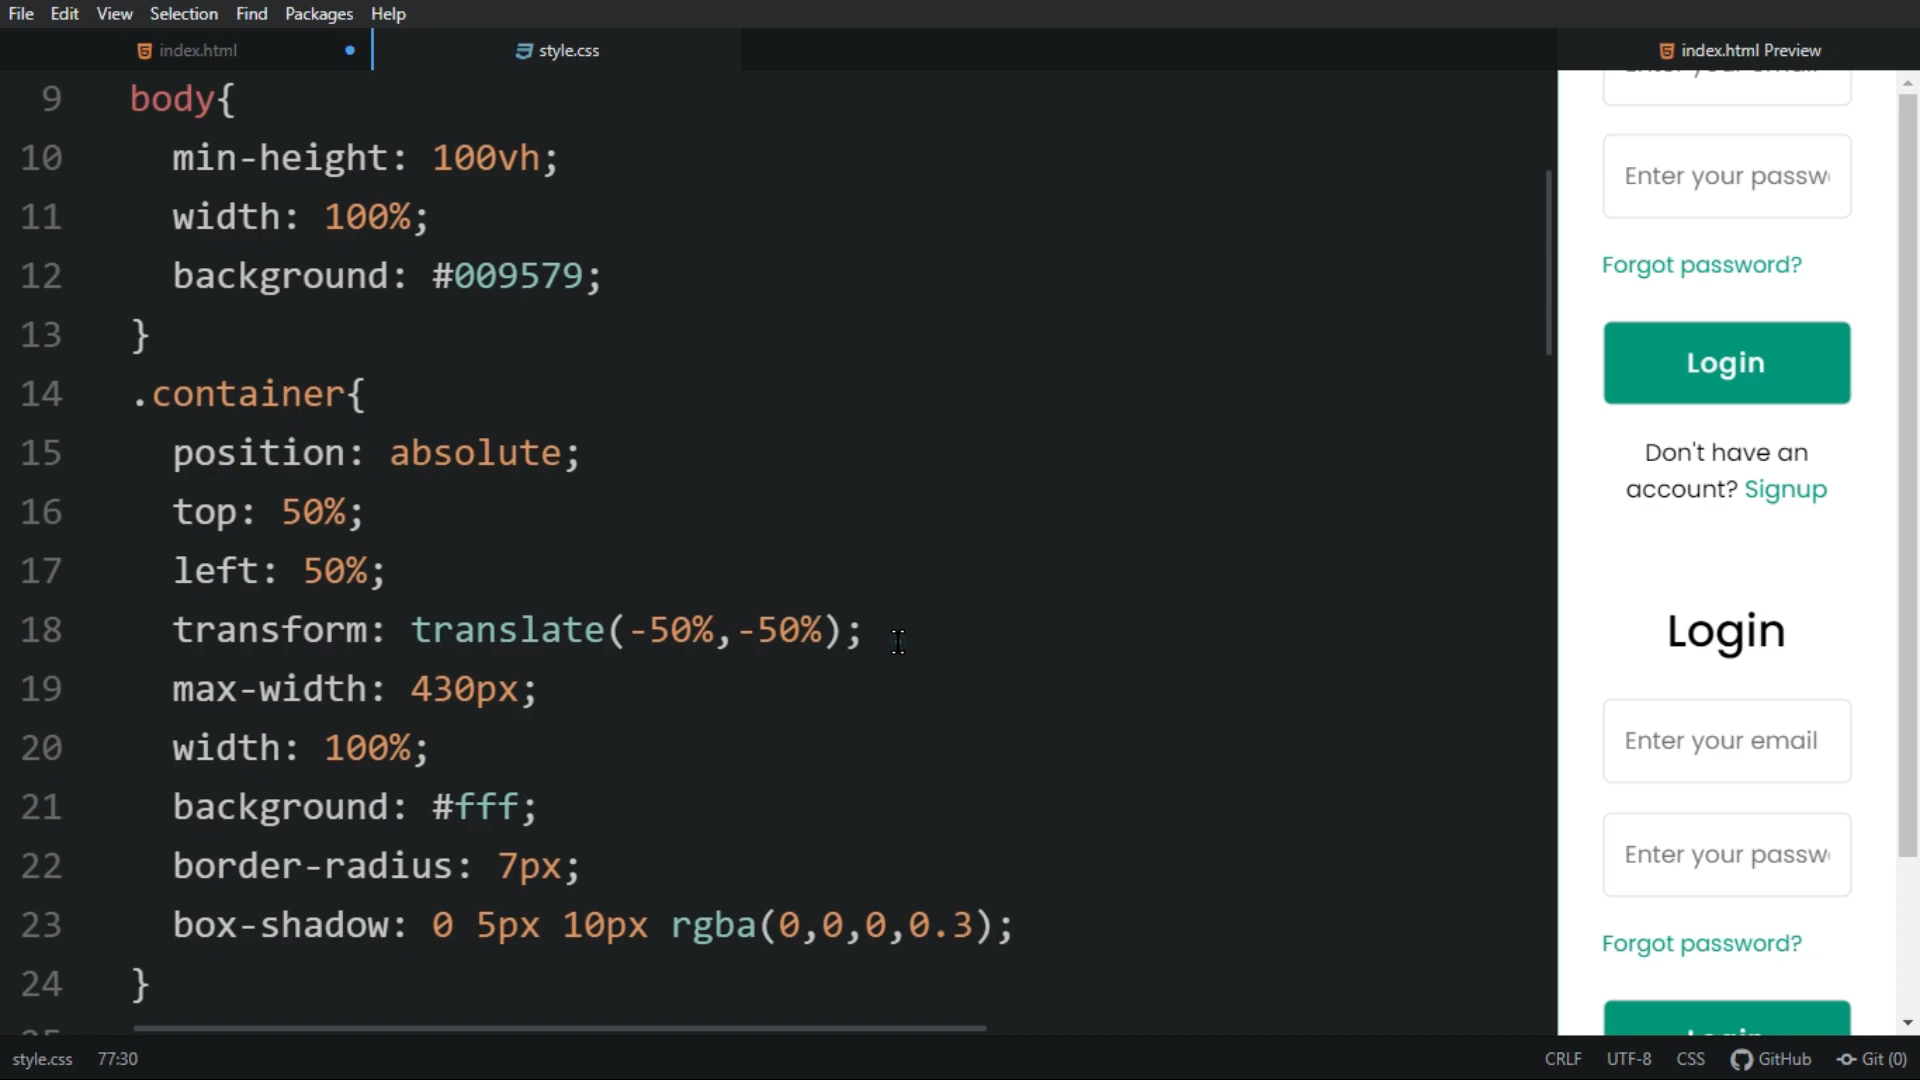 File Edit View Selection Find Packages Help
index.html
style.css
index.html Preview
9 body{
10 min-height: 100vh;
11 width: 100%;
12 background: #009579;
13 }
14 .container{
15 position: absolute;
16 top: 50%;
17 left: 50%;
18 transform: translate(-50%,-50%);
19 max-width: 430px;
20 width: 100%;
21 background: #fff;
22 border-radius: 7px;
23 box-shadow: 0 5px 10px rgba(0,0,0,0.3);
24 }
Enter your email
Enter your passw
Forgot password?
Login
Don't have an
account? Signup
Login
Enter your email
Enter your passw
Forgot password?
Login
style.css 77:30
CRLF UTF-8 CSS GitHub Git (0)